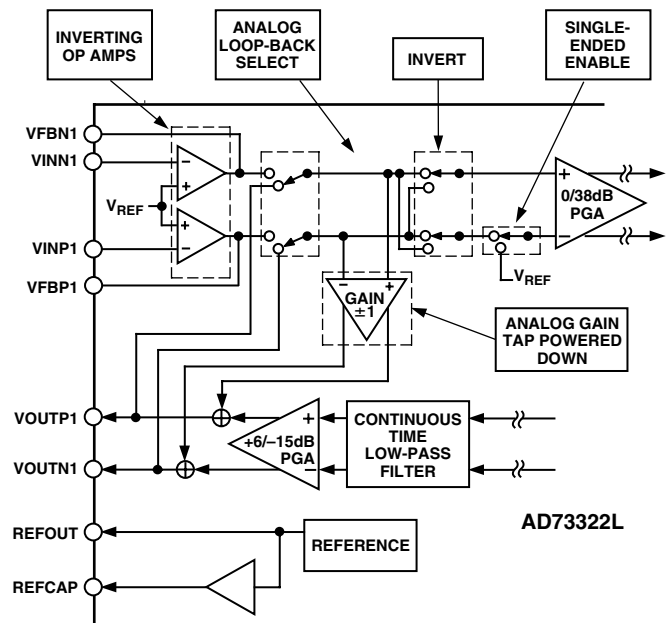 INVERTING
OP AMPS
ANALOG
LOOP-BACK
SELECT
INVERT
SINGLE-
ENDED
ENABLE
VFBN1
VINN1
VREF
VINP1
VFBP1
–
+
+
–
+
0/38dB
PGA
–
VREF
–
+
GAIN
±1
ANALOG GAIN
TAP POWERED
DOWN
VOUTP1
VOUTN1
+
+6/–15dB
PGA
–
CONTINUOUS
TIME
LOW-PASS
FILTER
AD73322L
REFOUT
REFERENCE
REFCAP